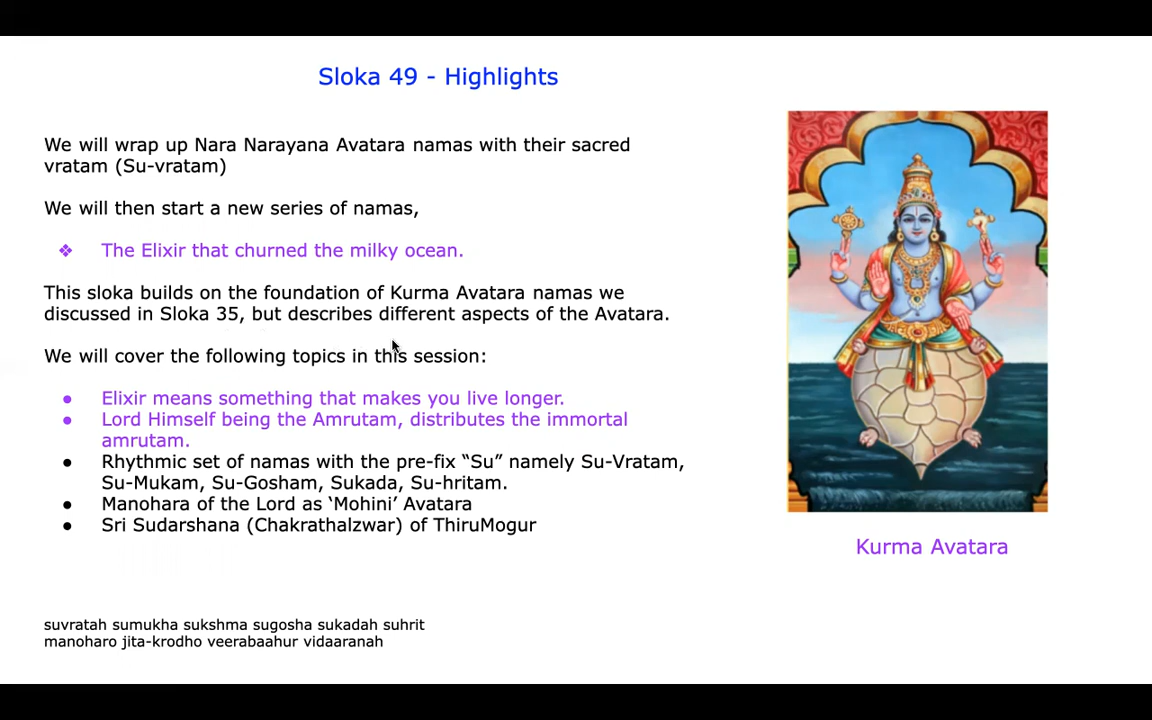 Sloka 49 - Highlights
We will wrap up Nara Narayana Avatara namas with their sacred
vratam (Su-vratam)
We will then start a new series of namas,
❖ The Elixir that churned the milky ocean.
This sloka builds on the foundation of Kurma Avatara namas we
discussed in Sloka 35, but describes different aspects of the Avatara.
We will cover the following topics in this session:
● Elixir means something that makes you live longer.
● Lord Himself being the Amrutam, distributes the immortal
amrutam.
● Rhythmic set of namas with the pre-fix “Su” namely Su-Vratam,
Su-Mukam, Su-Gosham, Sukada, Su-hritam.
● Manohara of the Lord as ‘Mohini’ Avatara
● Sri Sudarshana (Chakrathalzwar) of ThiruMogur
Kurma Avatara
suvratah sumukha sukshma sugosha sukadah suhrit
manoharo jita-krodho veerabaahur vidaaranah